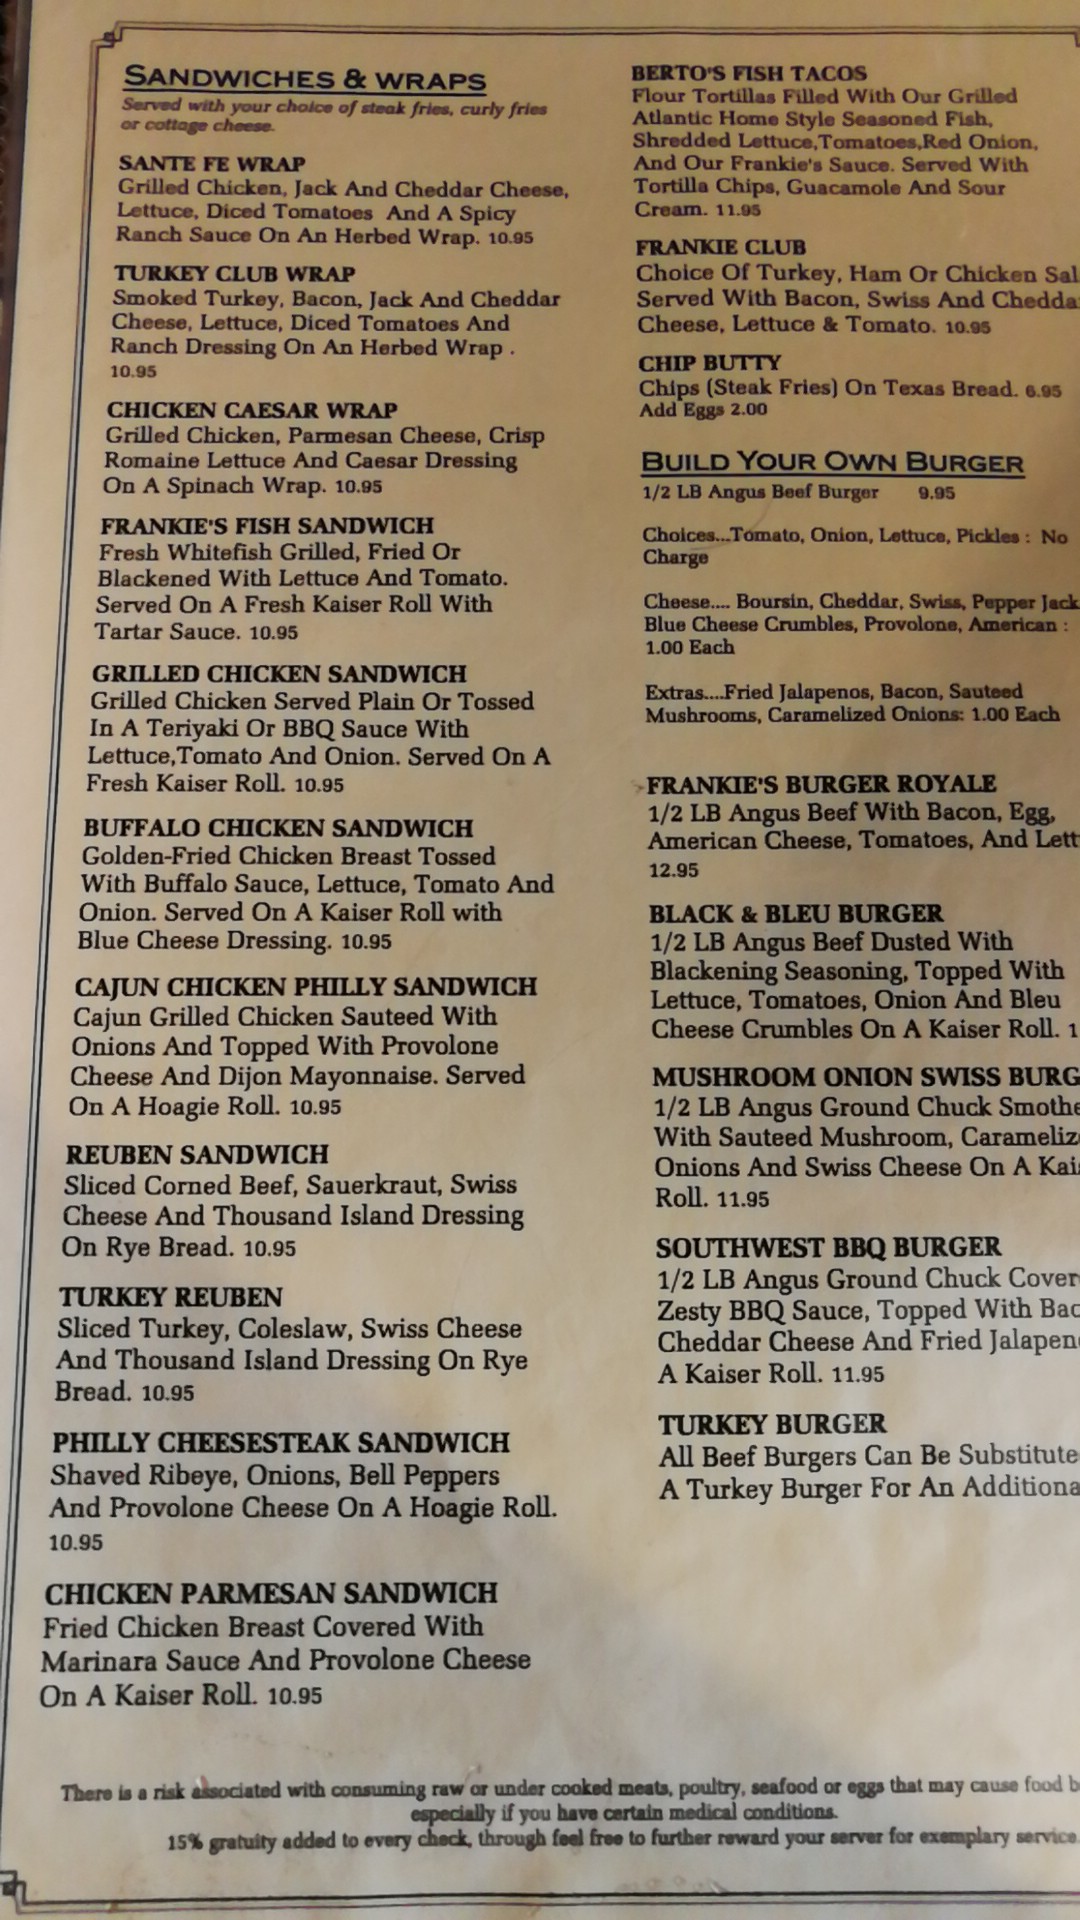 SANDWICHES & WRAPS
Served with your choice of steak fries, curly fries
or cottage cheese.
SANTE FE WRAP
Grilled Chicken, Jack And Cheddar Cheese,
Lettuce, Diced Tomatoes And A Spicy
Ranch Sauce On An Herbed Wrap. 10.95
TURKEY CLUB WRAP
Smoked Turkey, Bacon, Jack And Cheddar
Cheese, Lettuce, Diced Tomatoes And
Ranch Dressing On An Herbed Wrap .
10.95
CHICKEN CAESAR WRAP
Grilled Chicken, Parmesan Cheese, Crisp
Romaine Lettuce And Caesar Dressing
On A Spinach Wrap. 10.95
FRANKIE'S FISH SANDWICH
Fresh Whitefish Grilled, Fried Or
Blackened With Lettuce And Tomato.
Served On A Fresh Kaiser Roll With
Tartar Sauce. 10.95
GRILLED CHICKEN SANDWICH
Grilled Chicken Served Plain Or Tossed
In A Teriyaki Or BBQ Sauce With
Lettuce,Tomato And Onion. Served On A
Fresh Kaiser Roll. 10.95
BUFFALO CHICKEN SANDWICH
Golden-Fried Chicken Breast Tossed
With Buffalo Sauce, Lettuce, Tomato And
Onion. Served On A Kaiser Roll with
Blue Cheese Dressing. 10.95
CAJUN CHICKEN PHILLY SANDWICH
Cajun Grilled Chicken Sauteed With
Onions And Topped With Provolone
Cheese And Dijon Mayonnaise. Served
On A Hoagie Roll. 10.95
REUBEN SANDWICH
Sliced Corned Beef, Sauerkraut, Swiss
Cheese And Thousand Island Dressing
On Rye Bread. 10.95
TURKEY REUBEN
Sliced Turkey, Coleslaw, Swiss Cheese
And Thousand Island Dressing On Rye
Bread. 10.95
PHILLY CHEESESTEAK SANDWICH
Shaved Ribeye, Onions, Bell Peppers
And Provolone Cheese On A Hoagie Roll.
10.95
CHICKEN PARMESAN SANDWICH
Fried Chicken Breast Covered With
Marinara Sauce And Provolone Cheese
On A Kaiser Roll. 10.95
BERTO'S FISH TACOS
Flour Tortillas Filled With Our Grilled
Atlantic Home Style Seasoned Fish,
Shredded Lettuce,Tomatoes,Red Onion,
And Our Frankie's Sauce. Served With
Tortilla Chips, Guacamole And Sour
Cream. 11.95
FRANKIE CLUB
Choice Of Turkey, Ham Or Chicken Sal
Served With Bacon, Swiss And Chedda
Cheese, Lettuce & Tomato. 10.95
CHIP BUTTY
Chips (Steak Fries) On Texas Bread. 6.95
Add Eggs 2.00
BUILD YOUR OWN BURGER
1/2 LB Angus Beef Burger 9.95
Choices...Tomato, Onion, Lettuce, Pickles : No
Charge
Cheese.... Boursin, Cheddar, Swiss, Pepper Jack
Blue Cheese Crumbles, Provolone, American :
1.00 Each
Extras....Fried Jalapenos, Bacon, Sauteed
Mushrooms, Caramelized Onions: 1.00 Each
FRANKIE'S BURGER ROYALE
1/2 LB Angus Beef With Bacon, Egg,
American Cheese, Tomatoes, And Lett
12.95
BLACK & BLEU BURGER
1/2 LB Angus Beef Dusted With
Blackening Seasoning, Topped With
Lettuce, Tomatoes, Onion And Bleu
Cheese Crumbles On A Kaiser Roll. 1
MUSHROOM ONION SWISS BURG
1/2 LB Angus Ground Chuck Smothe
With Sauteed Mushroom, Carameliz
Onions And Swiss Cheese On A Kai
Roll. 11.95
SOUTHWEST BBQ BURGER
1/2 LB Angus Ground Chuck Cover
Zesty BBQ Sauce, Topped With Bac
Cheddar Cheese And Fried Jalapen
A Kaiser Roll. 11.95
TURKEY BURGER
All Beef Burgers Can Be Substitute
A Turkey Burger For An Additiona
There is a risk associated with consuming raw or under cooked meats, poultry, seafood or eggs that may cause food b
especially if you have certain medical conditions.
15% gratuity added to every check, through feel free to further reward your server for exemplary service.